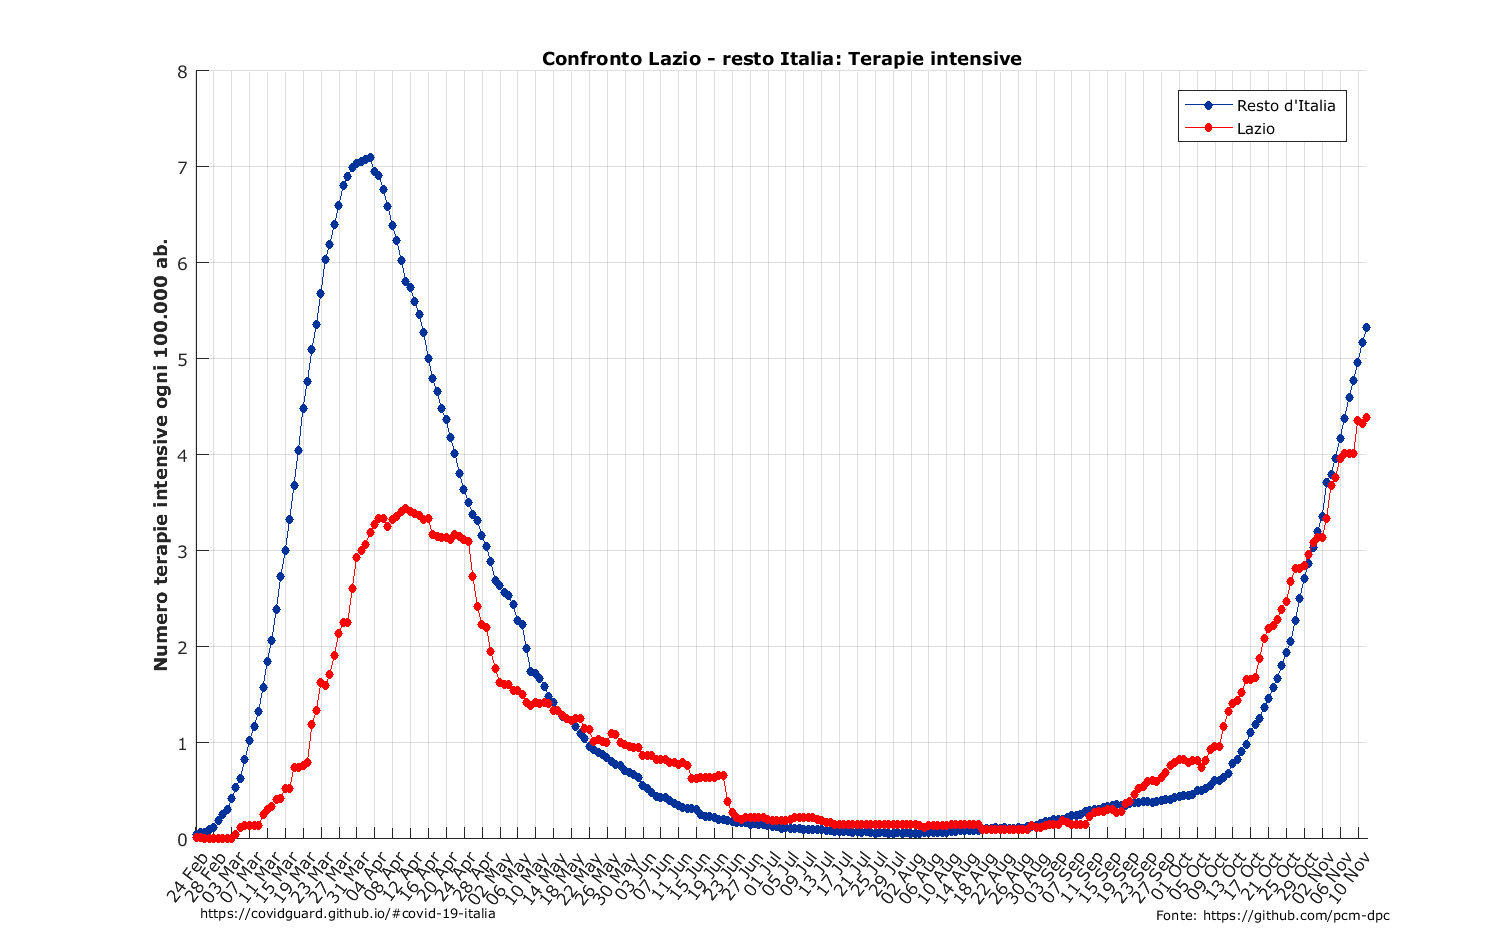 Confronto Lazio - resto Italia: Terapie intensive
Resto d'Italia
Lazio
Numero terapie intensive ogni 100.000 ab.
8
7
6
5
4
3
2
1
0
24 Feb
28 Feb
03 Mar
07 Mar
11 Mar
15 Mar
19 Mar
23 Mar
27 Mar
31 Mar
04 Apr
08 Apr
12 Apr
16 Apr
20 Apr
24 Apr
28 Apr
02 May
06 May
10 May
14 May
18 May
22 May
26 May
30 May
03 Jun
07 Jun
11 Jun
15 Jun
19 Jun
23 Jun
27 Jun
01 Jul
05 Jul
09 Jul
13 Jul
17 Jul
21 Jul
25 Jul
29 Jul
02 Aug
06 Aug
10 Aug
14 Aug
18 Aug
22 Aug
26 Aug
30 Aug
03 Sep
07 Sep
11 Sep
15 Sep
19 Sep
23 Sep
27 Sep
01 Oct
05 Oct
09 Oct
13 Oct
17 Oct
21 Oct
25 Oct
29 Oct
02 Nov
06 Nov
10 Nov
https://covidguard.github.io/#covid-19-italia
Fonte: https://github.com/pcm-dpc